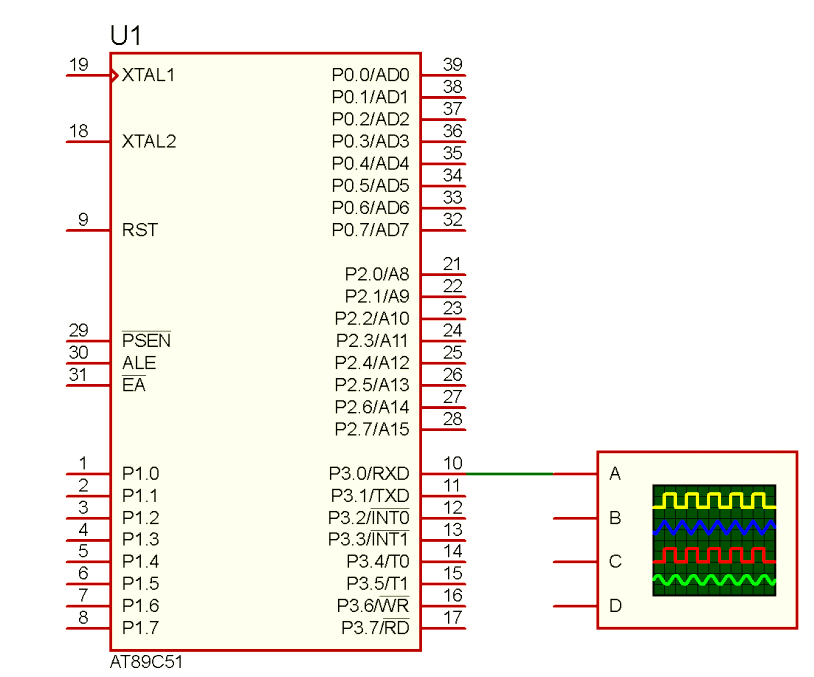 U1
19 XTAL1 P0.0/AD0 39
P0.1/AD1 38
P0.2/AD2 37
18 XTAL2 P0.3/AD3 36
P0.4/AD4 35
P0.5/AD5 34
P0.6/AD6 33
9 RST P0.7/AD7 32
P2.0/A8 21
P2.1/A9 22
P2.2/A10 23
29 PSEN P2.3/A11 24
30 ALE P2.4/A12 25
31 EA P2.5/A13 26
P2.6/A14 27
P2.7/A15 28
1 P1.0 P3.0/RXD 10 A
2 P1.1 P3.1/TXD 11
3 P1.2 P3.2/INT0 12 B
4 P1.3 P3.3/INT1 13
5 P1.4 P3.4/T0 14 C
6 P1.5 P3.5/T1 15
7 P1.6 P3.6/WR 16 D
8 P1.7 P3.7/RD 17
AT89C51